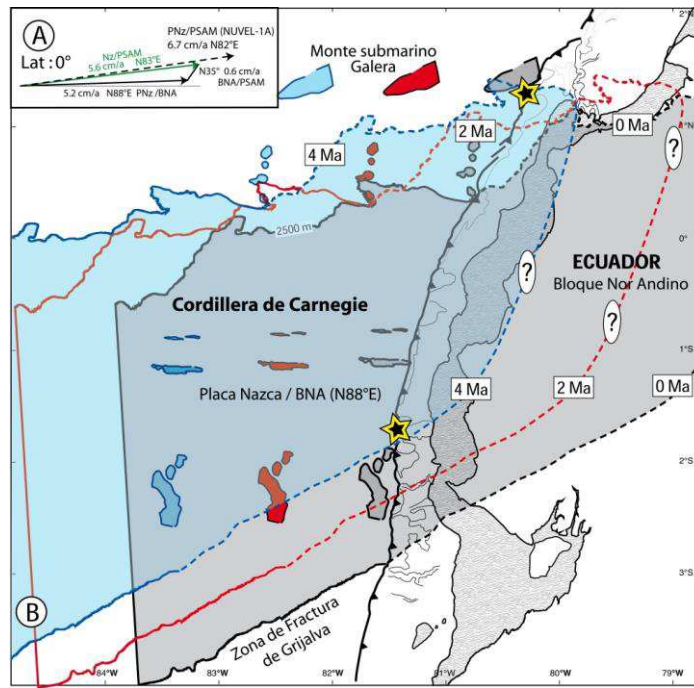 A
Lat : 0°
PNz/PSAM (NUVEL-1A)
6.7 cm/a N82°E
Nz/PSAM
5.6 cm/a N83°E
N35° 0.6 cm/a
BNA/PSAM
5.2 cm/a N88°E PNz /BNA
Monte submarino
Galera
2°N
4 Ma
2 Ma
0 Ma
°N
2500 m
0°
?
?
?
ECUADOR
Bloque Nor Andino
Cordillera de Carnegie
1°S
Placa Nazca / BNA (N88°E)
4 Ma
2 Ma
0 Ma
2°S
3°S
B
Zona de Fractura
de Grijalva
84°W
83°W
82°W
81°W
80°W
79°W